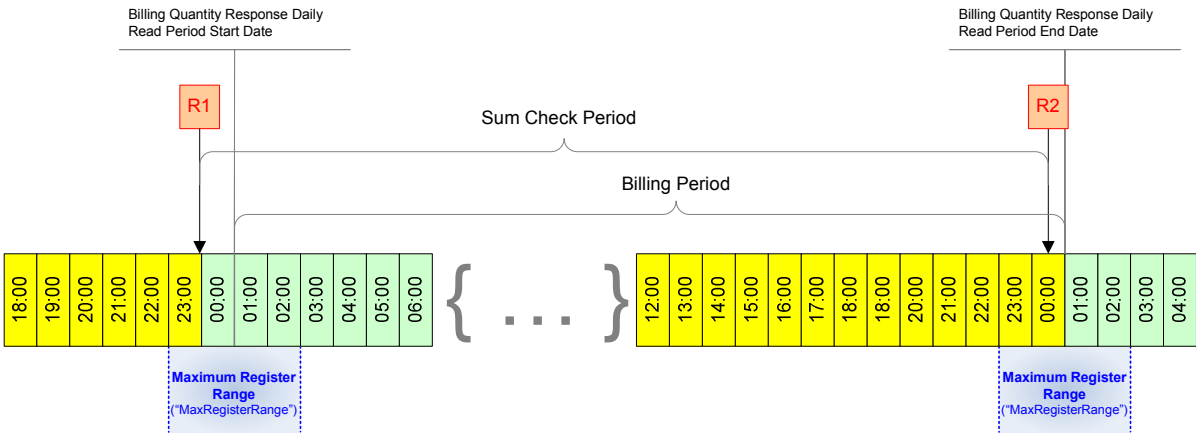 Billing Quantity Response Daily
Read Period Start Date
Billing Quantity Response Daily
Read Period End Date
R1
R2
Sum Check Period
Billing Period
18:00
19:00
20:00
21:00
22:00
23:00
00:00
01:00
02:00
03:00
04:00
05:00
06:00
{ ... }
12:00
13:00
14:00
15:00
16:00
17:00
18:00
18:00
20:00
21:00
22:00
23:00
00:00
01:00
02:00
03:00
04:00
Maximum Register
Range
("MaxRegisterRange")
Maximum Register
Range
("MaxRegisterRange")